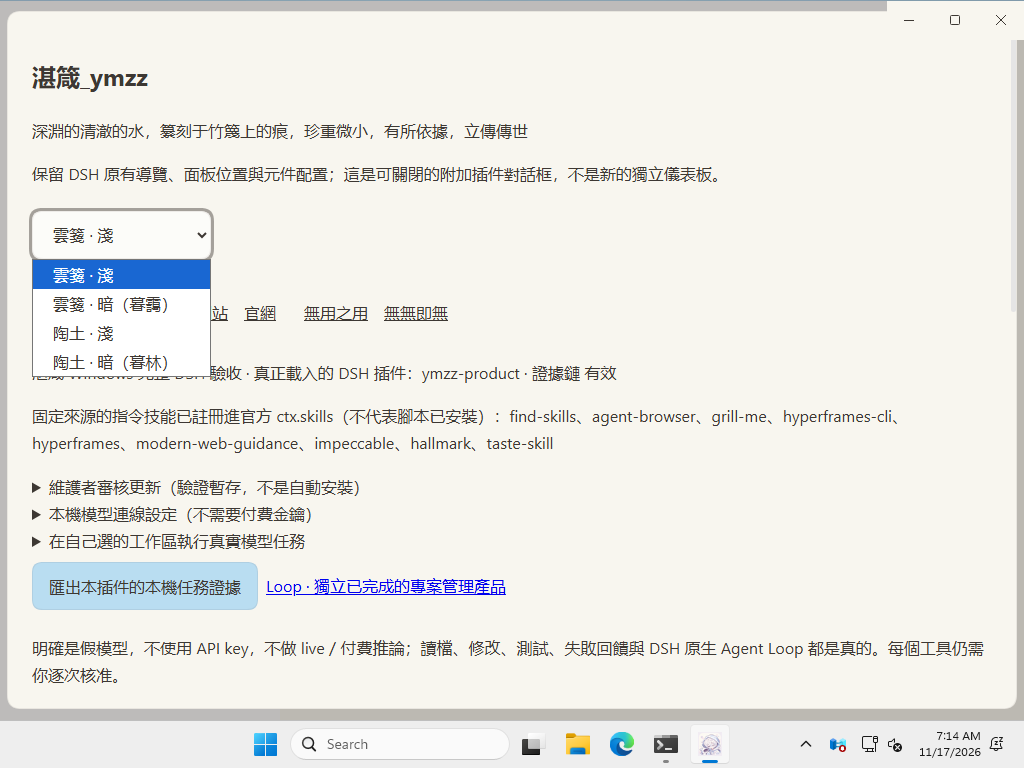 湛箴_ymzz
深淵的清澈的水，纂刻于竹篾上的痕，珍重微小，有所依據，立傳傳世
保留 DSH 原有導覽、面板位置與元件配置；這是可關閉的附加插件對話框，不是新的獨立儀表板。
雲箋 · 淺
雲箋 · 淺
雲箋 · 暗（暮靄）
陶土 · 淺
陶土 · 暗（暮林）
站 官網 無用之用 無無即無
驗收 · 真正載入的 DSH 插件：ymzz-product · 證據鏈 有效
固定來源的指令技能已註冊進官方 ctx.skills（不代表腳本已安裝）：find-skills、agent-browser、grill-me、hyperframes-cli、
hyperframes、modern-web-guidance、impeccable、hallmark、taste-skill
維護者審核更新（驗證暫存，不是自動安裝）
本機模型連線設定（不需要付費金鑰）
在自己選的工作區執行真實模型任務
匯出本插件的本機任務證據 Loop · 獨立已完成的專案管理產品
明確是假模型，不使用 API key，不做 live / 付費推論；讀檔、修改、測試、失敗回饋與 DSH 原生 Agent Loop 都是真的。每個工具仍需
你逐次核准。
Search
7:14 AM
11/17/2026